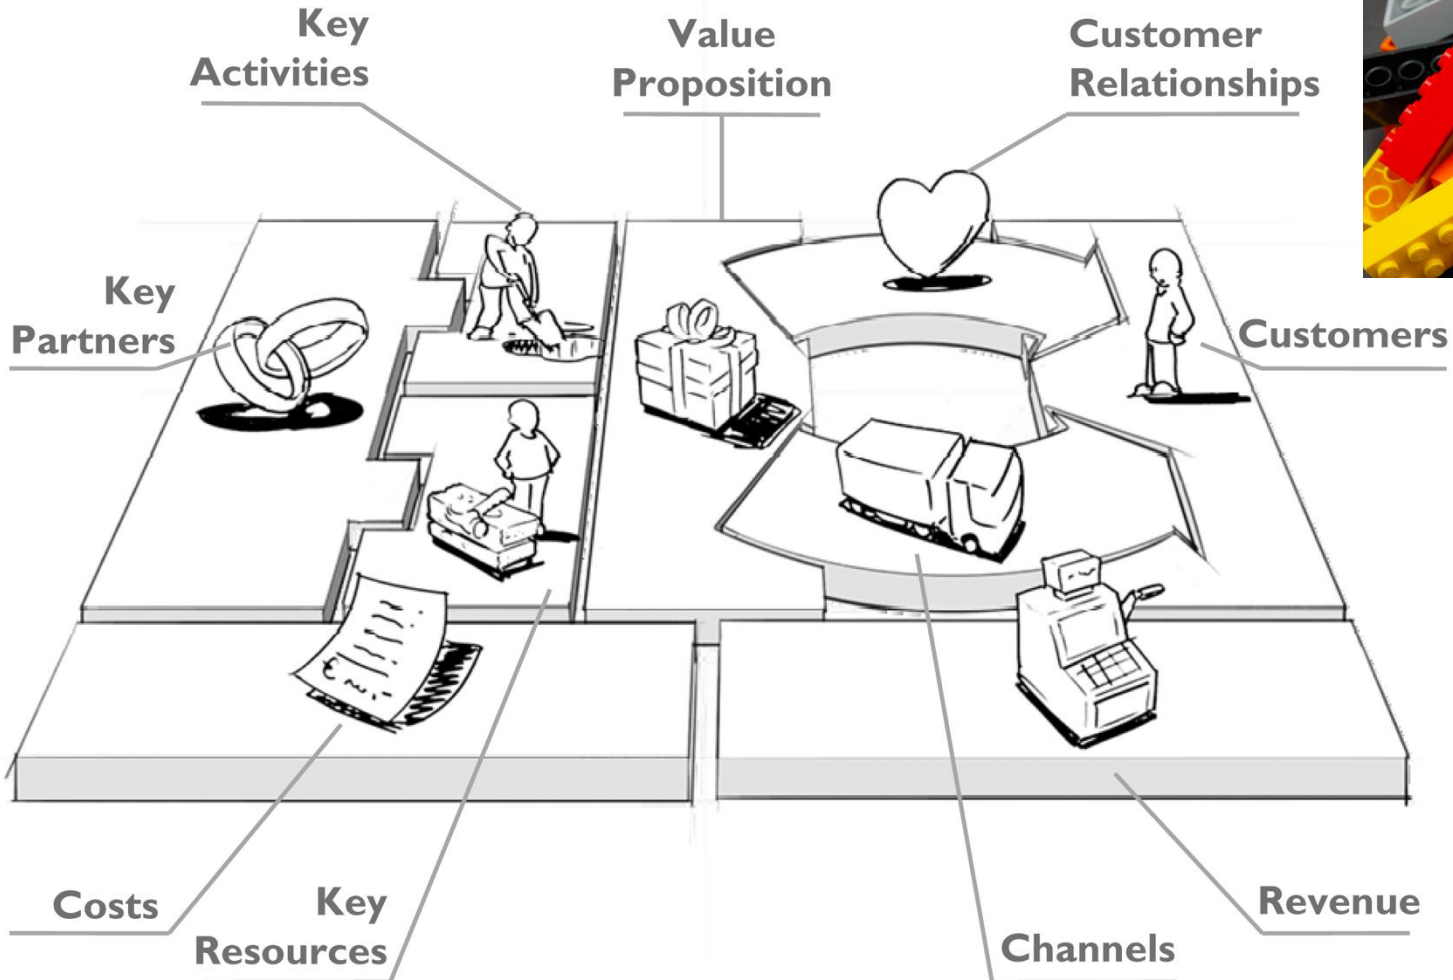 Key
Activities
Value
Proposition
Customer
Relationships
Key
Partners
Customers
Costs
Key
Resources
Channels
Revenue